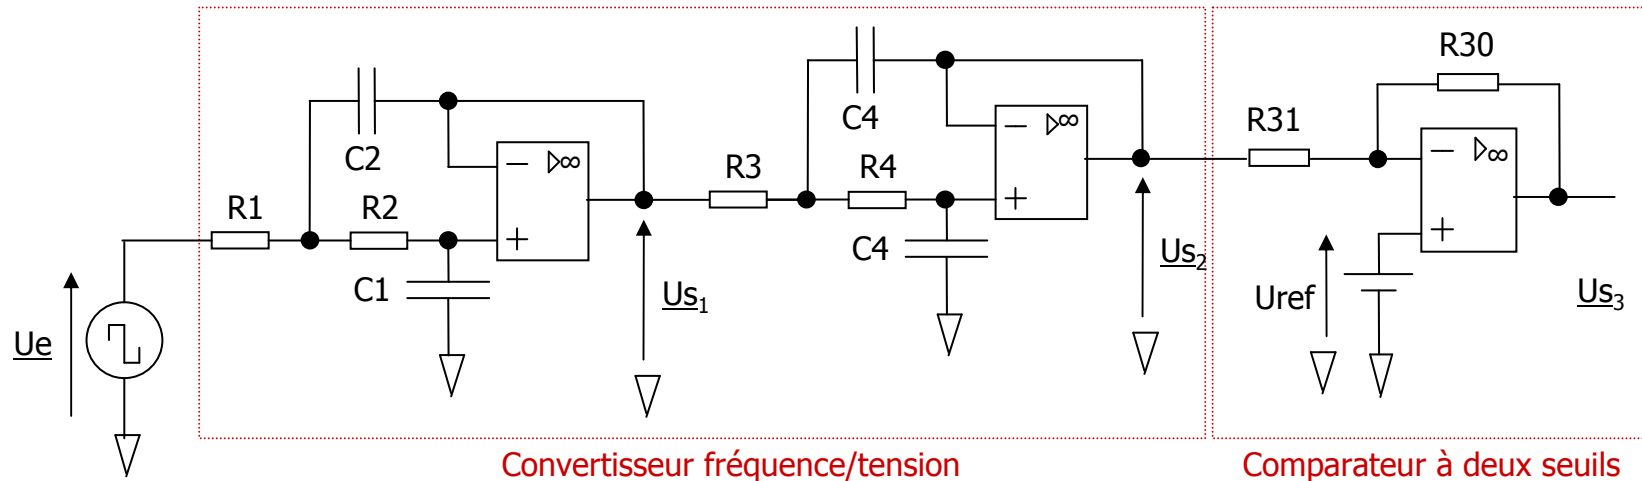 R30
C4
R31
C2
− ▷∞
− ▷∞
− ▷∞
R3
R4
R1
R2
+
+
+
C4
C1
Us1
Us2
Uref
Us3
Ue
Convertisseur fréquence/tension
Comparateur à deux seuils